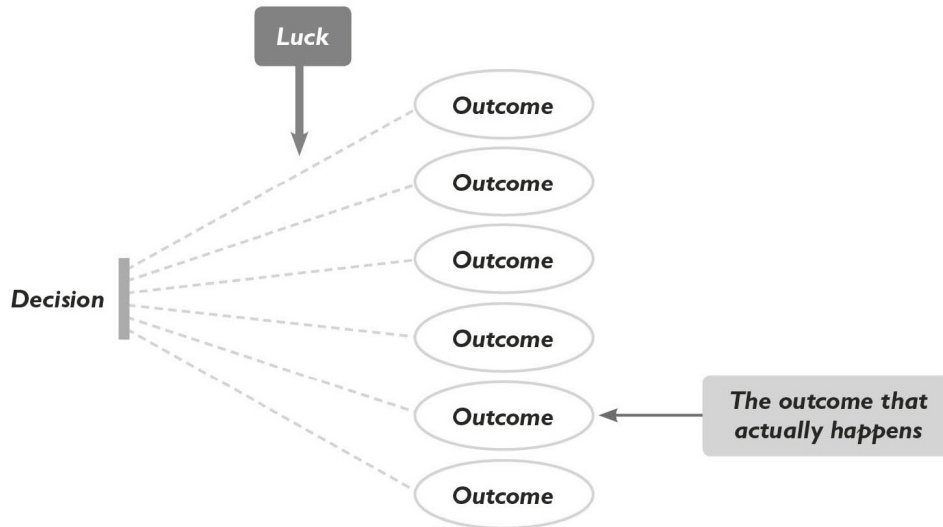 Luck
Outcome
Outcome
Outcome
Decision
Outcome
Outcome
The outcome that
actually happens
Outcome